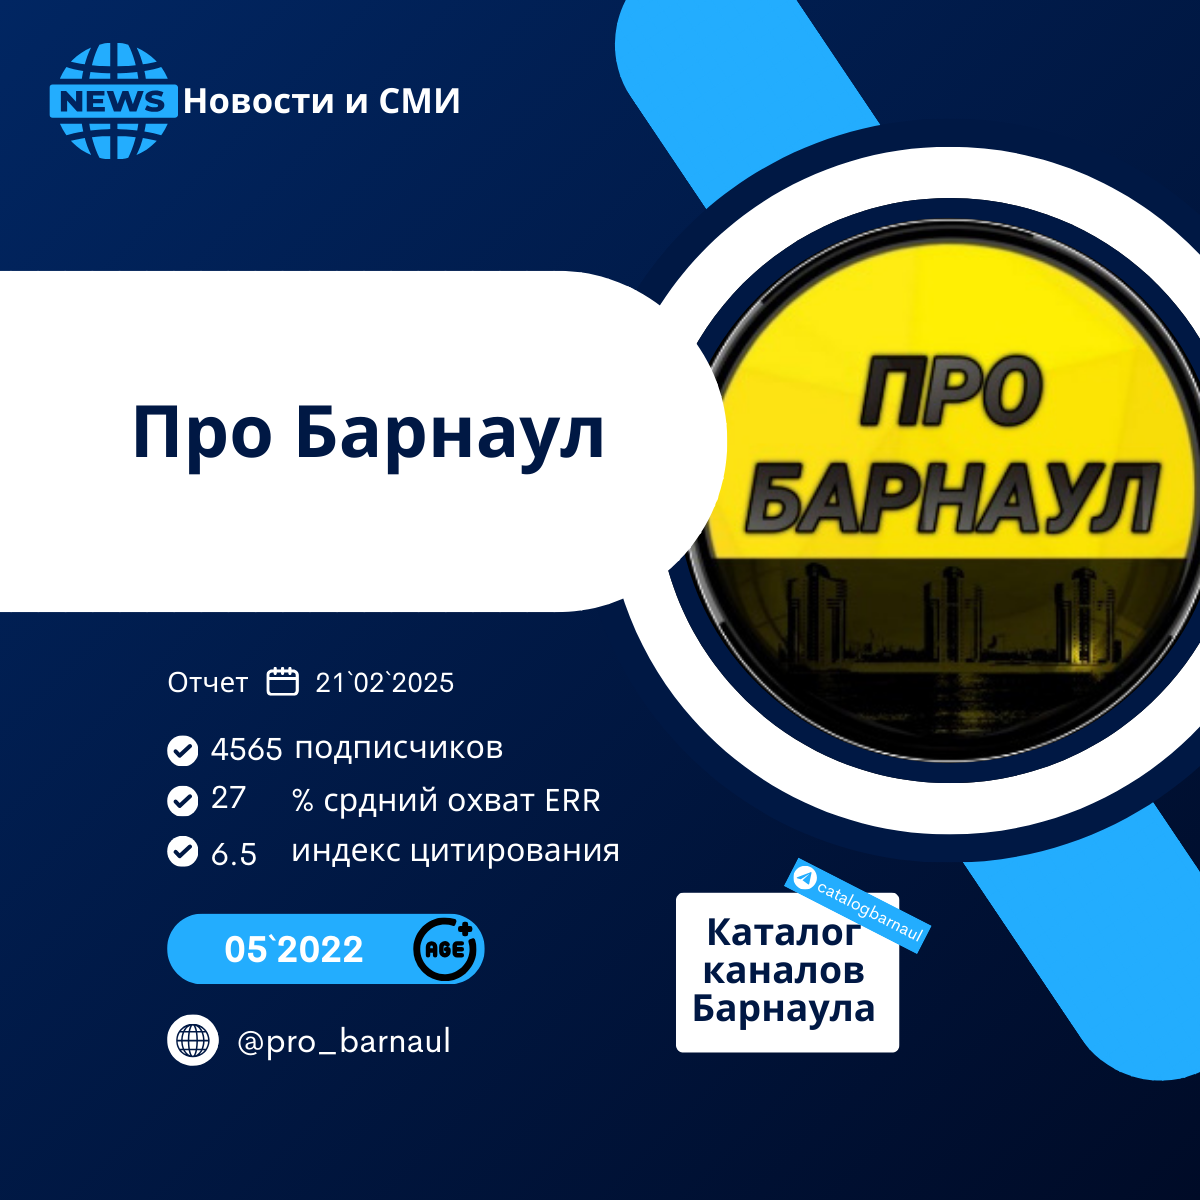 NEWS Новости и СМИ
Про Барнаул
ПРО
БАРНАУЛ
Отчет 21`02`2025
4565 подписчиков
27 % срдний охват ERR
6.5 индекс цитирования
05`2022 AGE+
@pro_barnaul
catalogbarnaul
Каталог
каналов
Барнаула